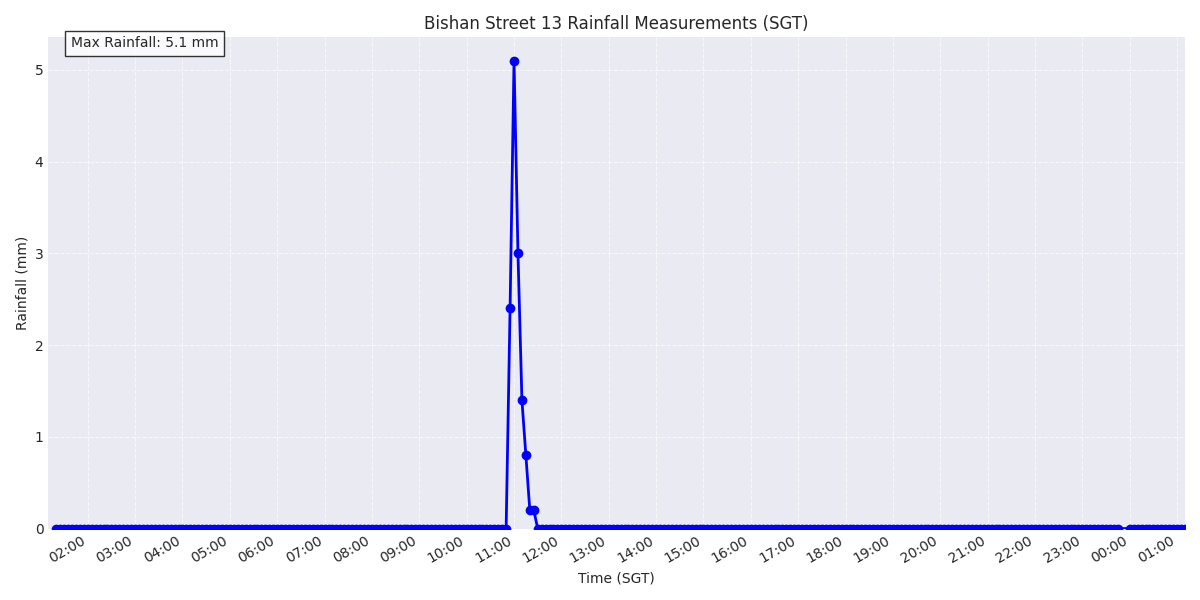 Bishan Street 13 Rainfall Measurements (SGT)
Max Rainfall: 5.1 mm
5
4
3
2
1
0
Rainfall (mm)
02:00 03:00 04:00 05:00 06:00 07:00 08:00 09:00 10:00 11:00 12:00 13:00 14:00 15:00 16:00 17:00 18:00 19:00 20:00 21:00 22:00 23:00 00:00 01:00
Time (SGT)